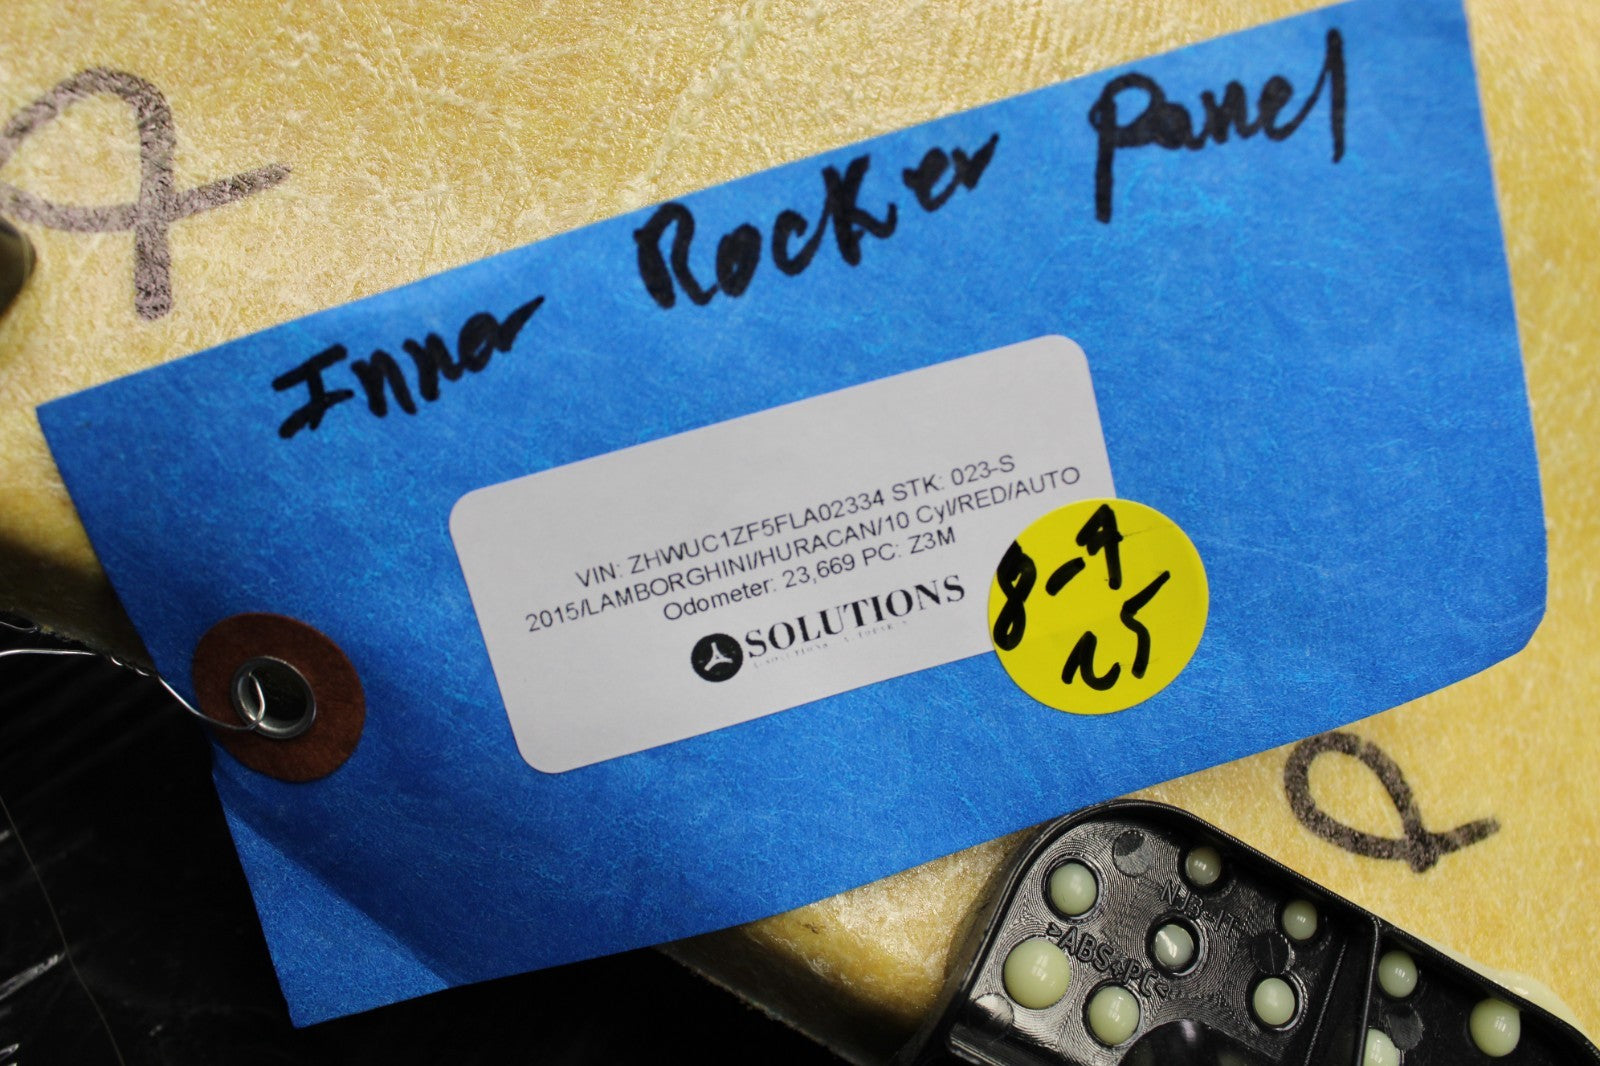 Inner Rocker Panel
VIN: ZHWUC1ZF5FLA02334 STK: 023-S
2015/LAMBORGHINI/HURACAN/10 Cyl/RED/AUTO
Odometer: 23,669 PC: Z3M
SOLUTIONS
8-4
25
>ABS+PC<